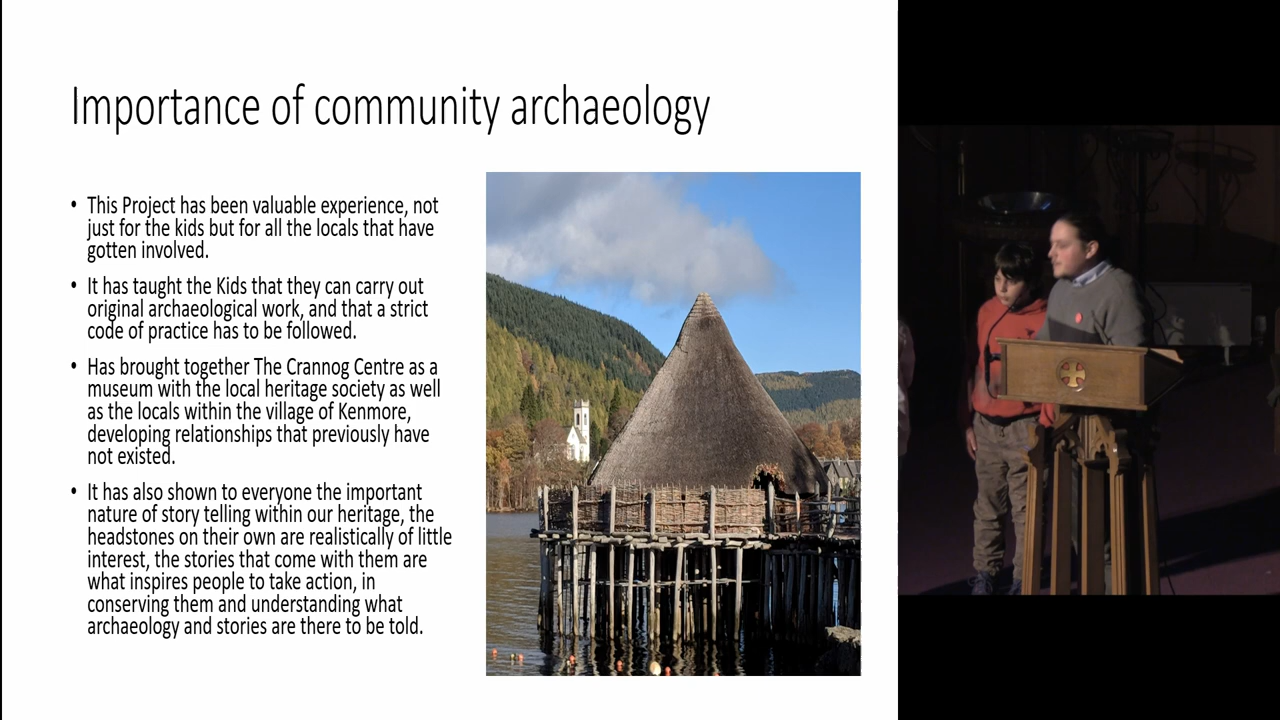 Importance of community archaeology
• This Project has been valuable experience, not
just for the kids but for all the locals that have
gotten involved.
• It has taught the Kids that they can carry out
original archaeological work, and that a strict
code of practice has to be followed.
• Has brought together The Crannog Centre as a
museum with the local heritage society as well
as the locals within the village of Kenmore,
developing relationships that previously have
not existed.
• It has also shown to everyone the important
nature of story telling within our heritage, the
headstones on their own are realistically of little
interest, the stories that come with them are
what inspires people to take action, in
conserving them and understanding what
archaeology and stories are there to be told.